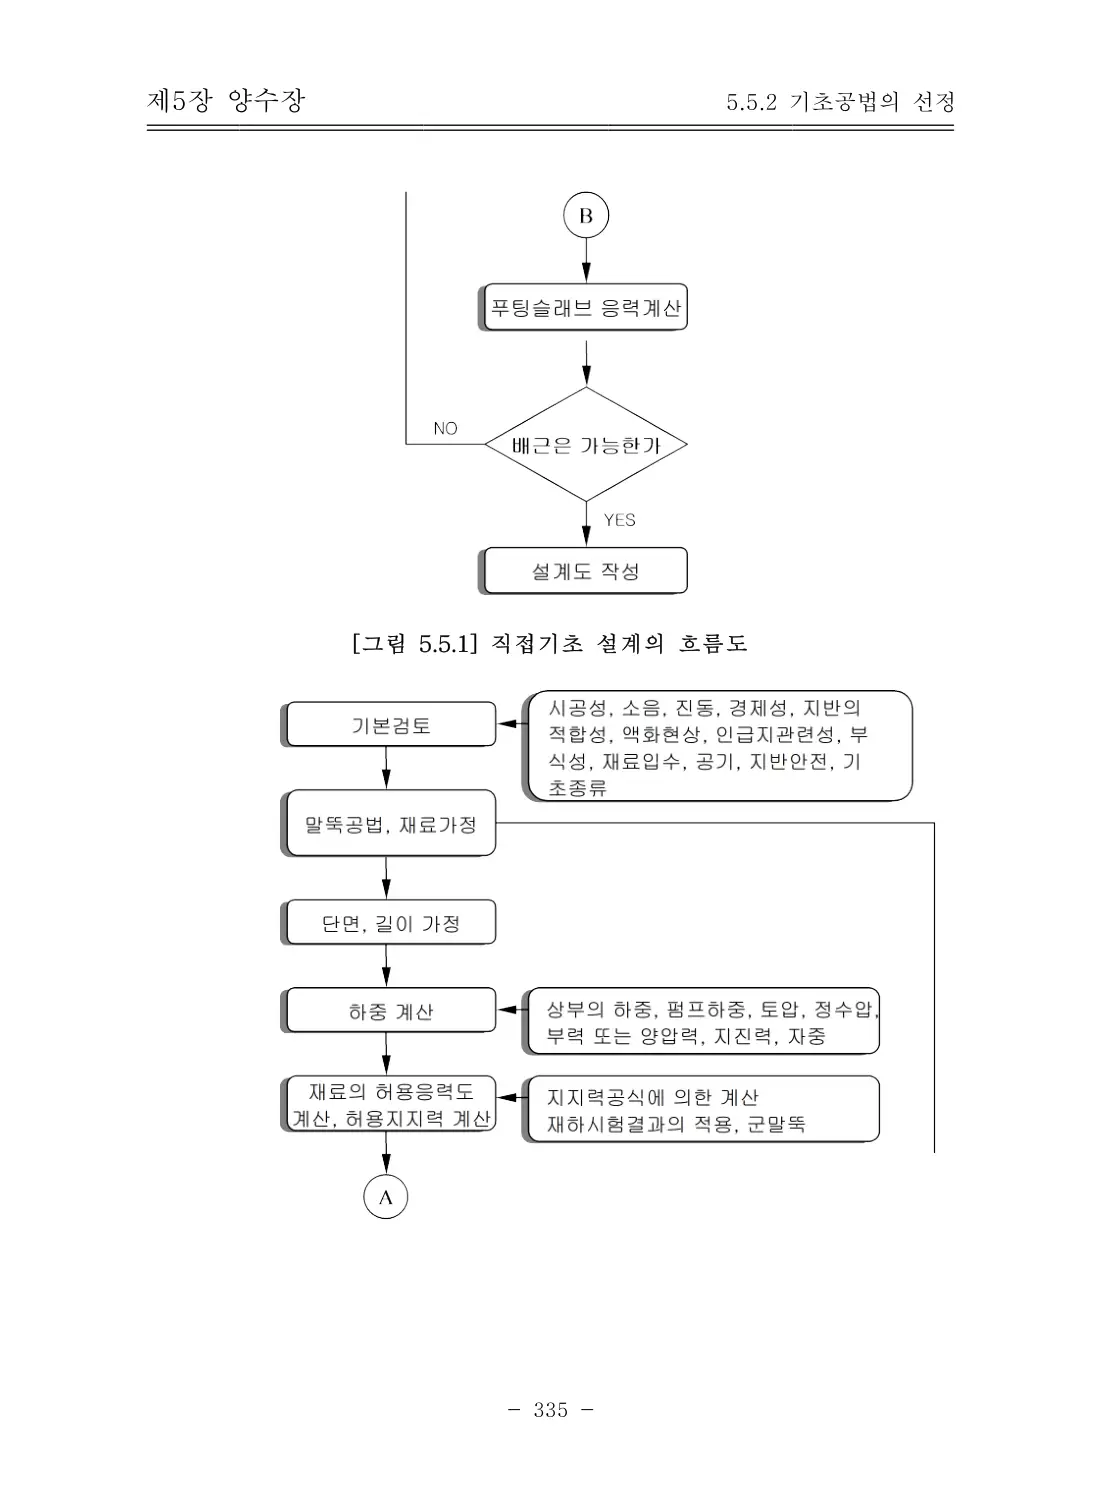 제5장 양수장
5.5.2 기초공법의 선정
B
푸팅슬래브 응력계산
NO
배근은 가능한가
YES
설계도 작성
[그림 5.5.1] 직접기초 설계의 흐름도
기본검토
시공성, 소음, 진동, 경제성, 지반의
적합성, 액화현상, 인급지관련성, 부
식성, 재료입수, 공기, 지반안전, 기
초종류
말뚝공법, 재료가정
단면, 길이 가정
하중 계산
상부의 하중, 펌프하중, 토압, 정수압,
부력 또는 양압력, 지진력, 자중
재료의 허용응력도
계산, 허용지지력 계산
지지력공식에 의한 계산
재하시험결과의 적용, 군말뚝
A
- 335 -